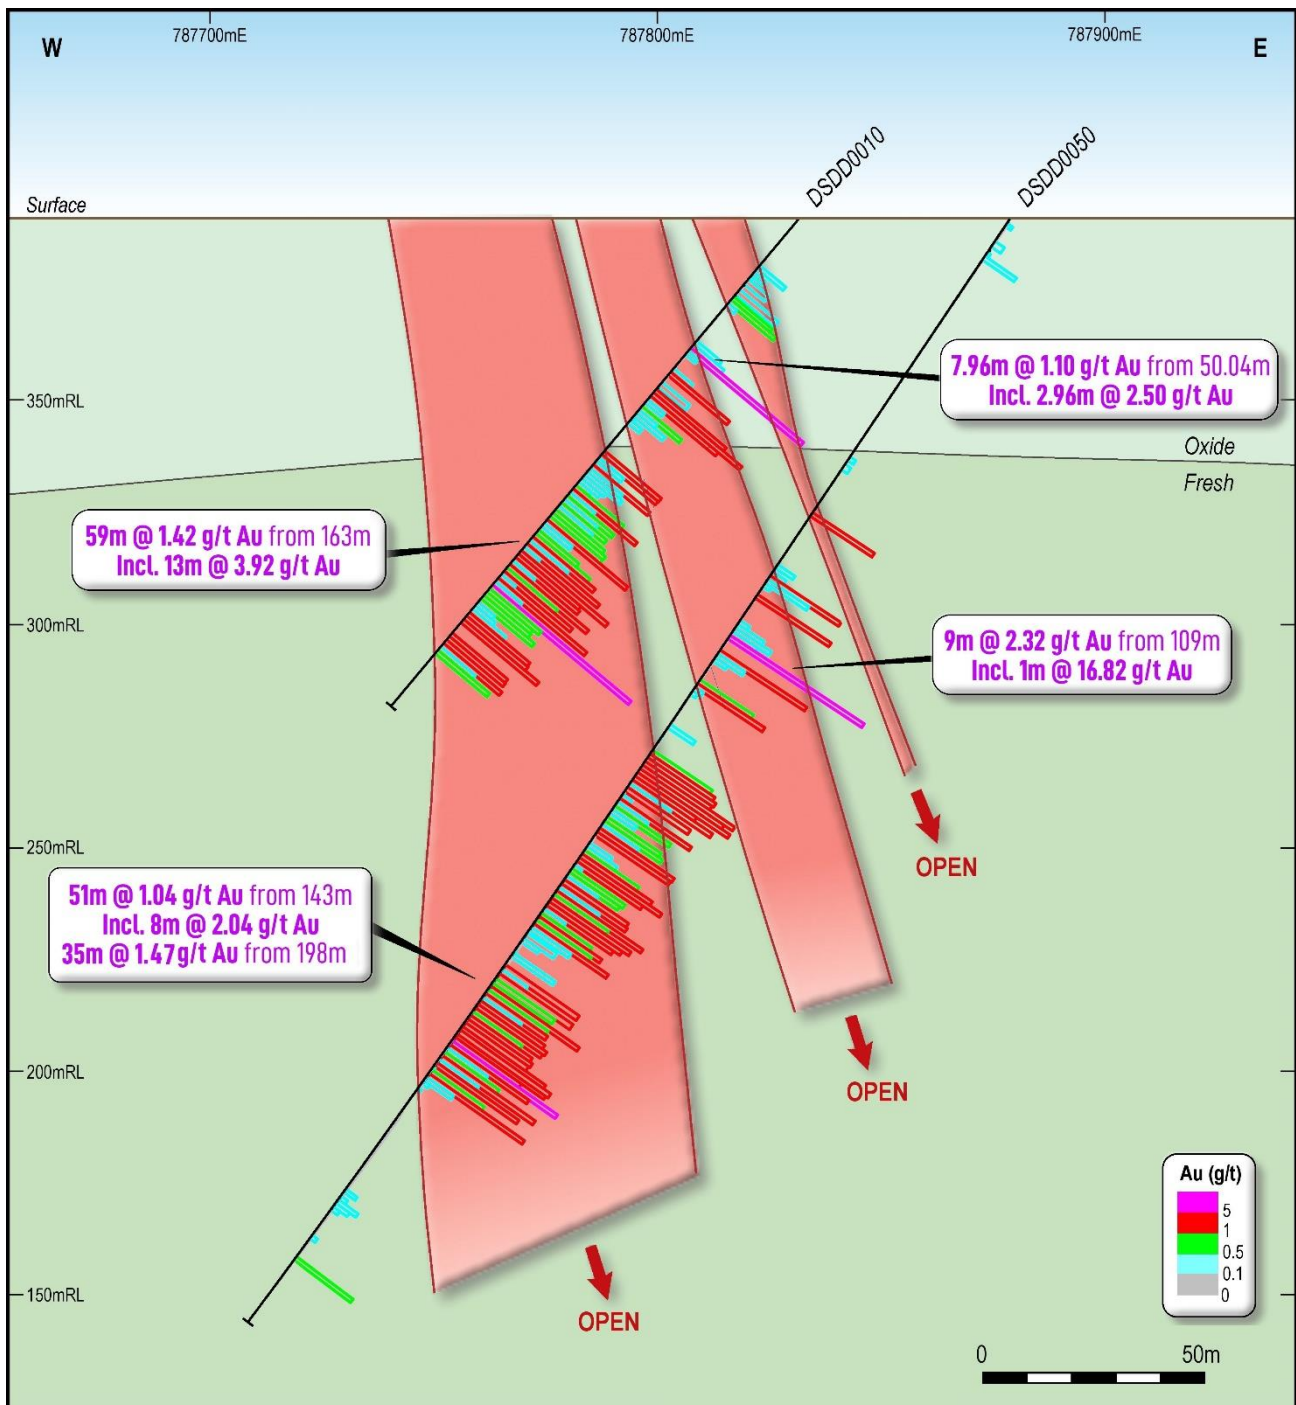 W
787700mE
787800mE
787900mE
E
DSDD0010
DSDD0050
Surface
7.96m @ 1.10 g/t Au from 50.04m
Incl. 2.96m @ 2.50 g/t Au
350mRL
Oxide
Fresh
59m @ 1.42 g/t Au from 163m
Incl. 13m @ 3.92 g/t Au
300mRL
9m @ 2.32 g/t Au from 109m
Incl. 1m @ 16.82 g/t Au
250mRL
OPEN
51m @ 1.04 g/t Au from 143m
Incl. 8m @ 2.04 g/t Au
35m @ 1.47g/t Au from 198m
200mRL
OPEN
Au (g/t)
5
1
0.5
0.1
0
150mRL
OPEN
0 50m